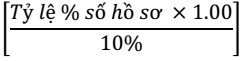 [Tỷ lệ % số hồ sơ × 1.00
10%]